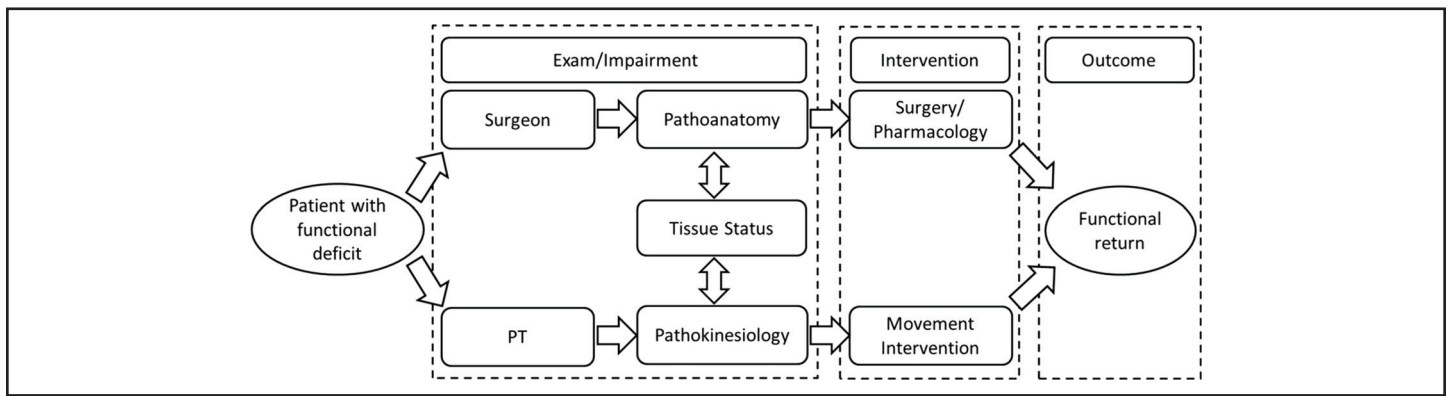 Exam/Impairment
Intervention
Outcome
Surgeon
Pathoanatomy
Surgery/
Pharmacology
Patient with
functional
deficit
Tissue Status
Functional
return
PT
Pathokinesiology
Movement
Intervention